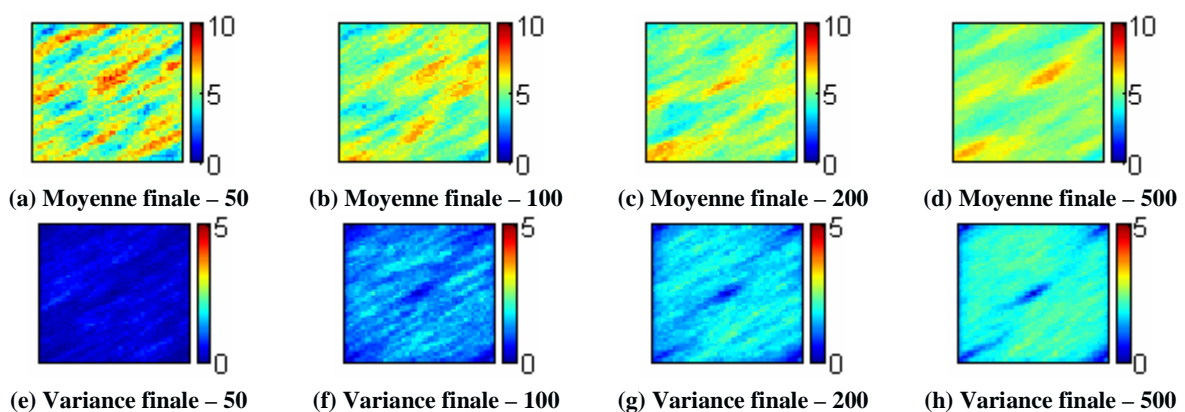 10 10 10 10
5 5 5 5
0 0 0 0
(a) Moyenne finale – 50 (b) Moyenne finale – 100 (c) Moyenne finale – 200 (d) Moyenne finale – 500
5 5 5 5
0 0 0 0
(e) Variance finale – 50 (f) Variance finale – 100 (g) Variance finale – 200 (h) Variance finale – 500